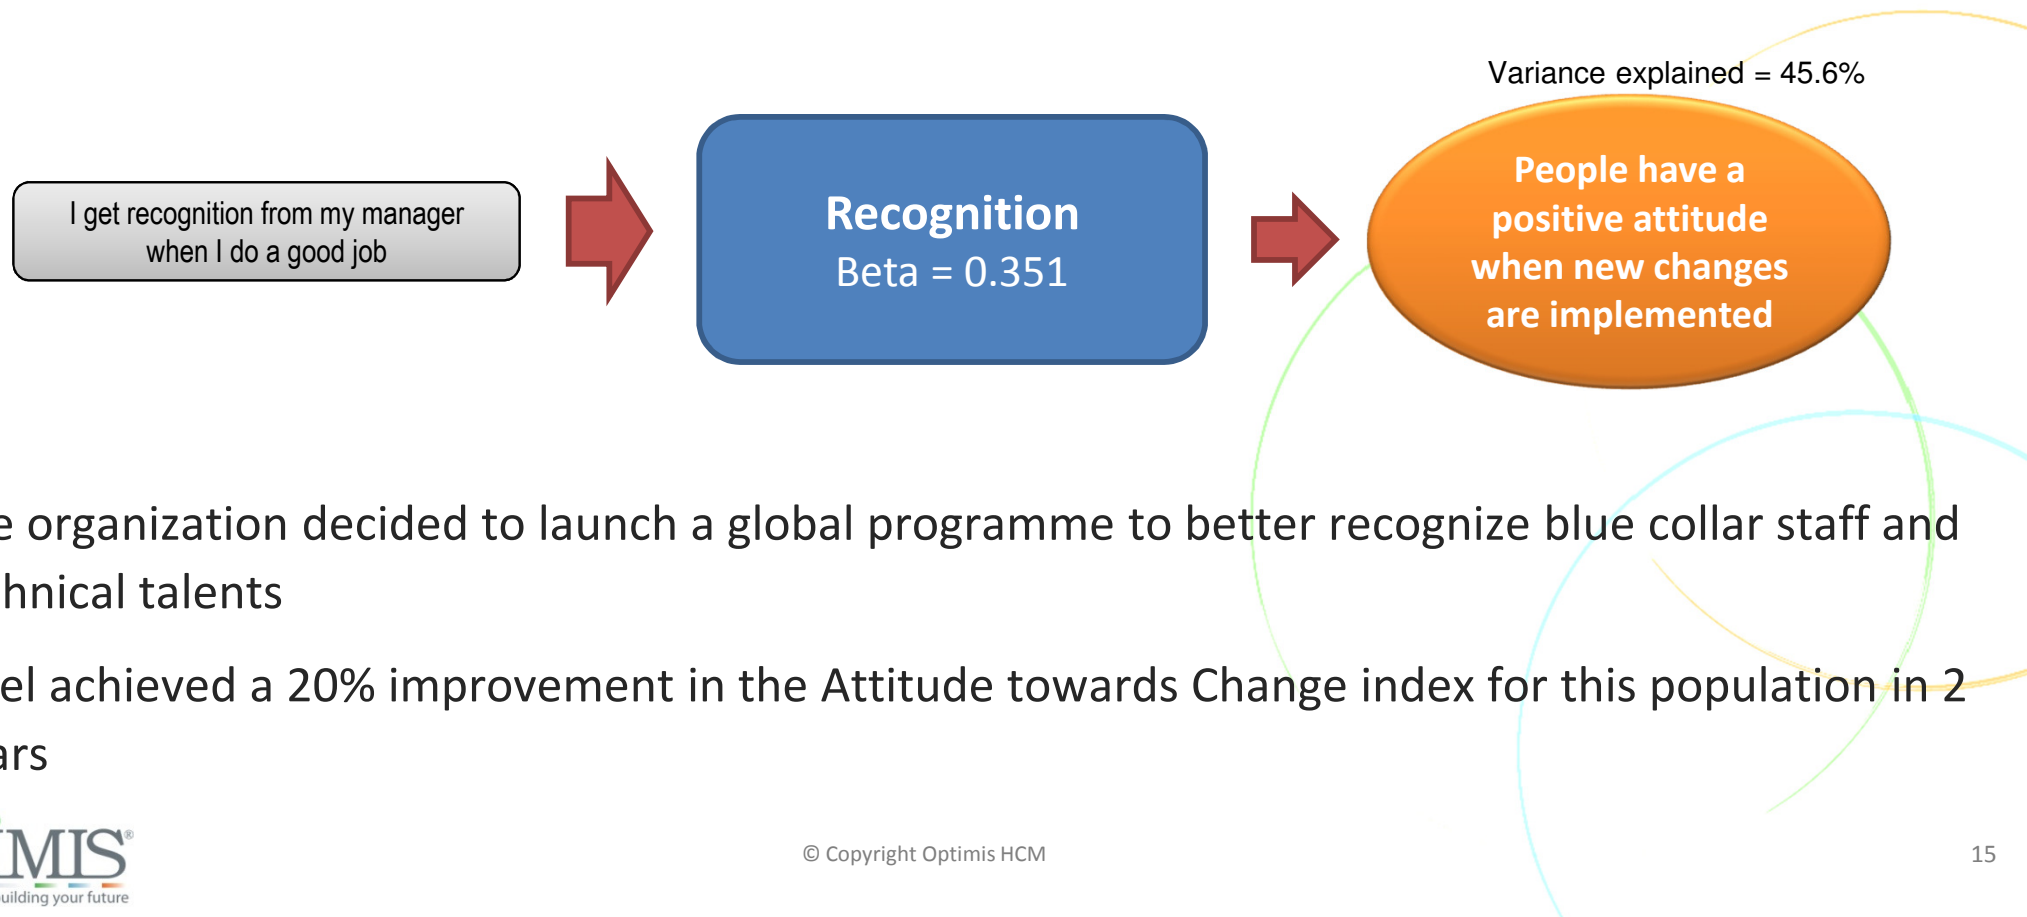 Variance explained = 45.6%
I get recognition from my manager
when I do a good job
Recognition
Beta = 0.351
People have a
positive attitude
when new changes
are implemented
e organization decided to launch a global programme to better recognize blue collar staff and
hnical talents
el achieved a 20% improvement in the Attitude towards Change index for this population in 2
ars
IMIS®
uilding your future
© Copyright Optimis HCM
15